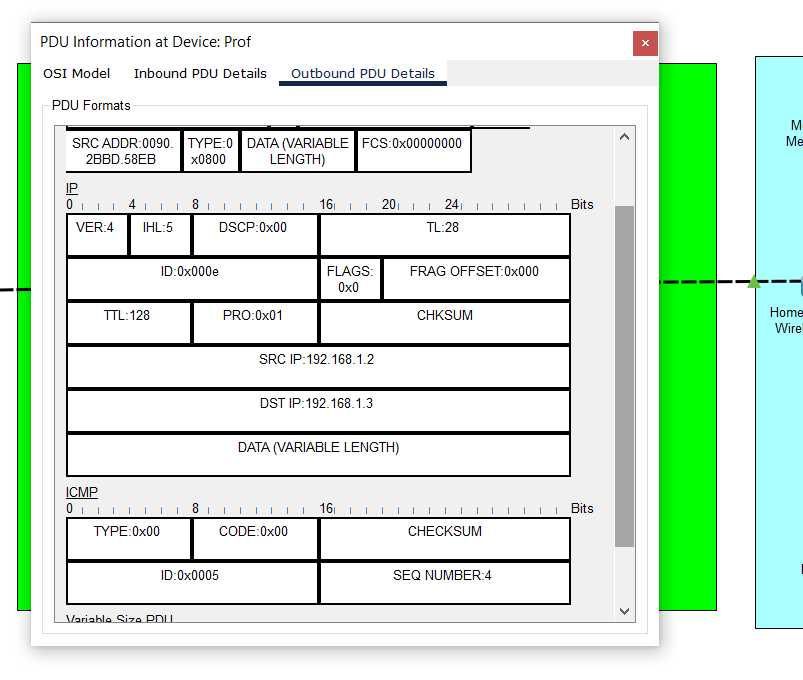 PDU Information at Device: Prof
OSI Model Inbound PDU Details Outbound PDU Details
PDU Formats
SRC ADDR:0090. TYPE:0 DATA (VARIABLE FCS:0x00000000
2BBD.58EB x0800 LENGTH)
IP
0 4 8 16 20 24 Bits
VER:4 IHL:5 DSCP:0x00 TL:28
ID:0x000e FLAGS: FRAG OFFSET:0x000
0x0
TTL:128 PRO:0x01 CHKSUM
SRC IP:192.168.1.2
DST IP:192.168.1.3
DATA (VARIABLE LENGTH)
ICMP
0 8 16 Bits
TYPE:0x00 CODE:0x00 CHECKSUM
ID:0x0005 SEQ NUMBER:4
Variable Size PDU
M
Me
Home
Wirel